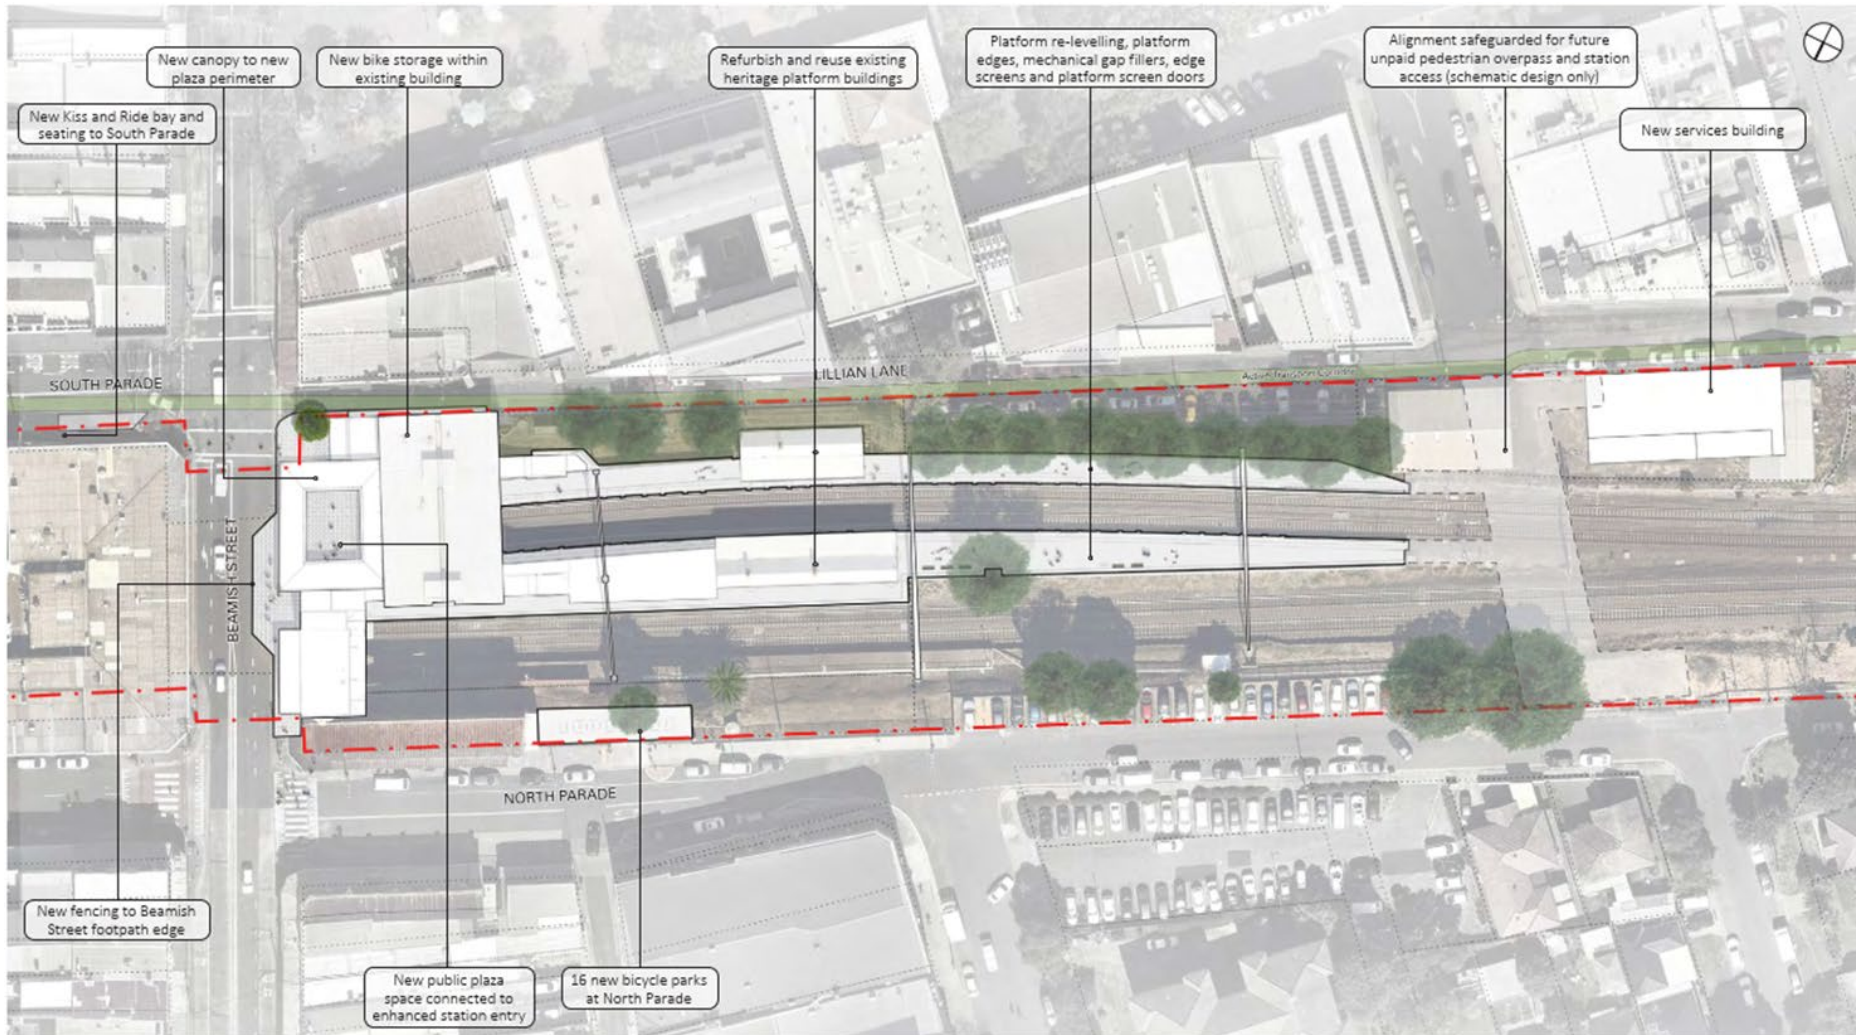 New canopy to new
plaza perimeter
New bike storage within
existing building
Refurbish and reuse existing
heritage platform buildings
Platform re-levelling, platform
edges, mechanical gap fillers, edge
screens and platform screen doors
Alignment safeguarded for future
unpaid pedestrian overpass and station
access (schematic design only)
New Kiss and Ride bay and
seating to South Parade
New services building
SOUTH PARADE
LILLIAN LANE
Active Transport Corridor
BEAMISH STREET
NORTH PARADE
New fencing to Beamish
Street footpath edge
New public plaza
space connected to
enhanced station entry
16 new bicycle parks
at North Parade